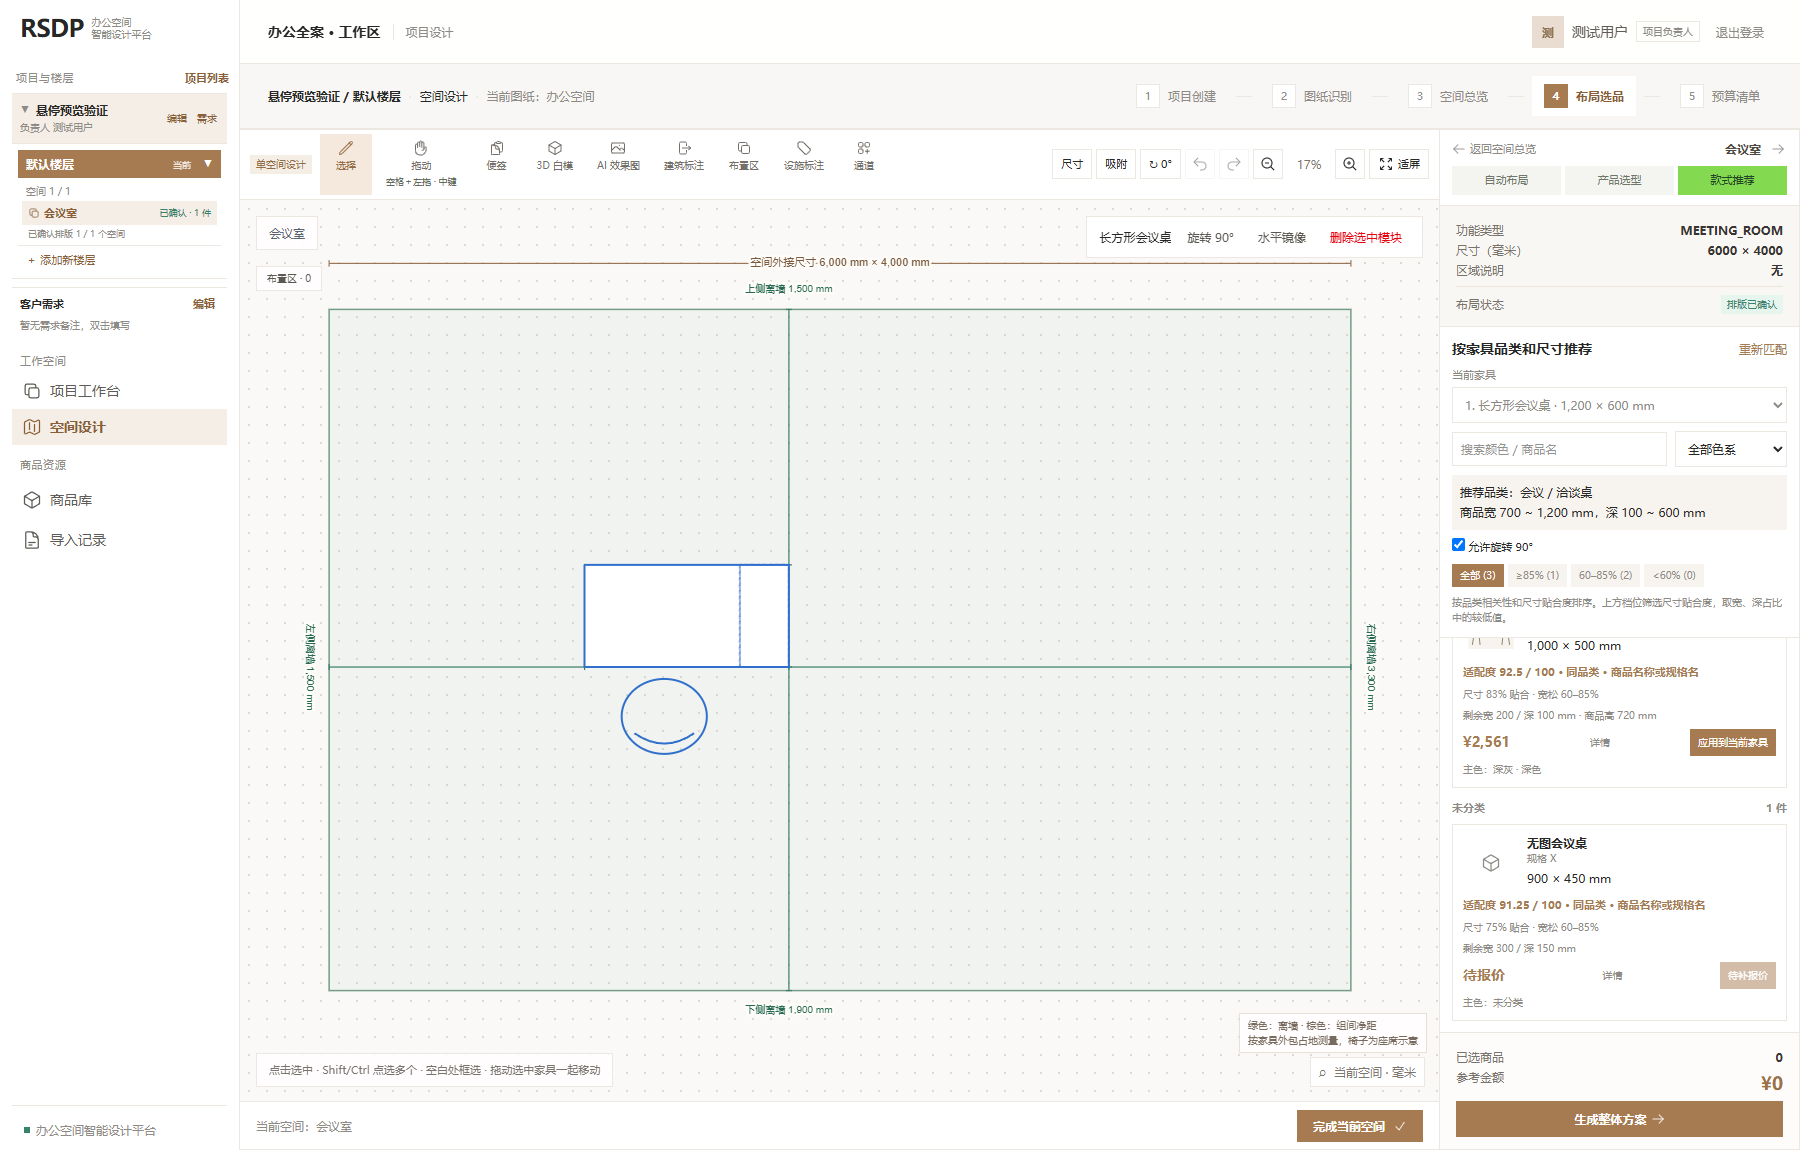 RSDP
办公空间
智能设计平台
项目与楼层
项目列表
▼ 悬停预览验证
负责人 测试用户
编辑
需求
默认楼层
当前
▼
空间 1 / 1
会议室
已确认 · 1 件
已确认排版 1 / 1 个空间
+ 添加新楼层
客户需求
编辑
暂无需求备注，双击填写
工作空间
项目工作台
空间设计
商品资源
商品库
导入记录
办公空间智能设计平台
办公全案 • 工作区
项目设计
测
测试用户
项目负责人
退出登录
悬停预览验证 / 默认楼层 · 空间设计 · 当前图纸：办公空间
1 项目创建
2 图纸识别
3 空间总览
4 布局选品
5 预算清单
单空间设计
选择
拖动
空格 + 左拖 · 中键
便签
3D 白模
AI 效果图
建筑标注
布置区
设施标注
通道
尺寸
吸附
↻ 0°
17%
适屏
会议室
布置区 · 0
长方形会议桌
旋转 90°
水平镜像
删除选中模块
空间外接尺寸·6,000 mm × 4,000 mm
上侧离墙 1,500 mm
左侧离墙 1,500 mm
右侧离墙 3,300 mm
下侧离墙 1,900 mm
绿色：离墙 · 棕色：组间净距
按家具外包占地测量，椅子为座席示意
点击选中 · Shift/Ctrl 点选多个 · 空白处框选 · 拖动选中家具一起移动
当前空间 · 毫米
当前空间：会议室
完成当前空间 ✓
← 返回空间总览
会议室 →
自动布局
产品选型
款式推荐
功能类型
MEETING_ROOM
尺寸（毫米）
6000 × 4000
区域说明
无
布局状态
排版已确认
按家具品类和尺寸推荐
重新匹配
当前家具
1. 长方形会议桌 · 1,200 × 600 mm
搜索颜色 / 商品名
全部色系
推荐品类：会议 / 洽谈桌
商品宽 700 ~ 1,200 mm，深 100 ~ 600 mm
允许旋转 90°
全部 (3)
≥85% (1)
60–85% (2)
<60% (0)
按品类相关性和尺寸贴合度排序。上方档位筛选尺寸贴合度，取宽、深占比
中的较低值。
1,000 × 500 mm
适配度 92.5 / 100 • 同品类 • 商品名称或规格名
尺寸 83% 贴合 · 宽松 60–85%
剩余宽 200 / 深 100 mm · 商品高 720 mm
¥2,561
详情
应用到当前家具
主色：深灰 · 深色
未分类
1 件
无图会议桌
规格 X
900 × 450 mm
适配度 91.25 / 100 • 同品类 • 商品名称或规格名
尺寸 75% 贴合 · 宽松 60–85%
剩余宽 300 / 深 150 mm
待报价
详情
待补报价
主色：未分类
已选商品
0
参考金额
¥0
生成整体方案 →